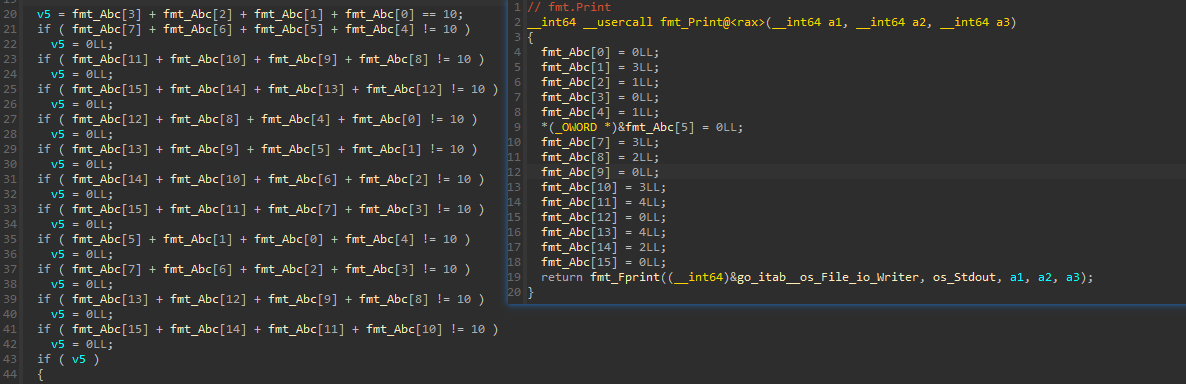 20 v5 = fmt_Abc[3] + fmt_Abc[2] + fmt_Abc[1] + fmt_Abc[0] == 10;
21 if ( fmt_Abc[7] + fmt_Abc[6] + fmt_Abc[5] + fmt_Abc[4] != 10 )
22 v5 = 0LL;
23 if ( fmt_Abc[11] + fmt_Abc[10] + fmt_Abc[9] + fmt_Abc[8] != 10 )
24 v5 = 0LL;
25 if ( fmt_Abc[15] + fmt_Abc[14] + fmt_Abc[13] + fmt_Abc[12] != 10 )
26 v5 = 0LL;
27 if ( fmt_Abc[12] + fmt_Abc[8] + fmt_Abc[4] + fmt_Abc[0] != 10 )
28 v5 = 0LL;
29 if ( fmt_Abc[13] + fmt_Abc[9] + fmt_Abc[5] + fmt_Abc[1] != 10 )
30 v5 = 0LL;
31 if ( fmt_Abc[14] + fmt_Abc[10] + fmt_Abc[6] + fmt_Abc[2] != 10 )
32 v5 = 0LL;
33 if ( fmt_Abc[15] + fmt_Abc[11] + fmt_Abc[7] + fmt_Abc[3] != 10 )
34 v5 = 0LL;
35 if ( fmt_Abc[5] + fmt_Abc[1] + fmt_Abc[0] + fmt_Abc[4] != 10 )
36 v5 = 0LL;
37 if ( fmt_Abc[7] + fmt_Abc[6] + fmt_Abc[2] + fmt_Abc[3] != 10 )
38 v5 = 0LL;
39 if ( fmt_Abc[13] + fmt_Abc[12] + fmt_Abc[9] + fmt_Abc[8] != 10 )
40 v5 = 0LL;
41 if ( fmt_Abc[15] + fmt_Abc[14] + fmt_Abc[11] + fmt_Abc[10] != 10 )
42 v5 = 0LL;
43 if ( v5 )
44 {
1 // fmt.Print
2 __int64 __usercall fmt_Print@<rax>(__int64 a1, __int64 a2, __int64 a3)
3 {
4 fmt_Abc[0] = 0LL;
5 fmt_Abc[1] = 3LL;
6 fmt_Abc[2] = 1LL;
7 fmt_Abc[3] = 0LL;
8 fmt_Abc[4] = 1LL;
9 *(_OWORD *)&fmt_Abc[5] = 0LL;
10 fmt_Abc[7] = 3LL;
11 fmt_Abc[8] = 2LL;
12 fmt_Abc[9] = 0LL;
13 fmt_Abc[10] = 3LL;
14 fmt_Abc[11] = 4LL;
15 fmt_Abc[12] = 0LL;
16 fmt_Abc[13] = 4LL;
17 fmt_Abc[14] = 2LL;
18 fmt_Abc[15] = 0LL;
19 return fmt_Fprint((__int64)&go_itab__os_File_io_Writer, os_Stdout, a1, a2, a3);
20 }